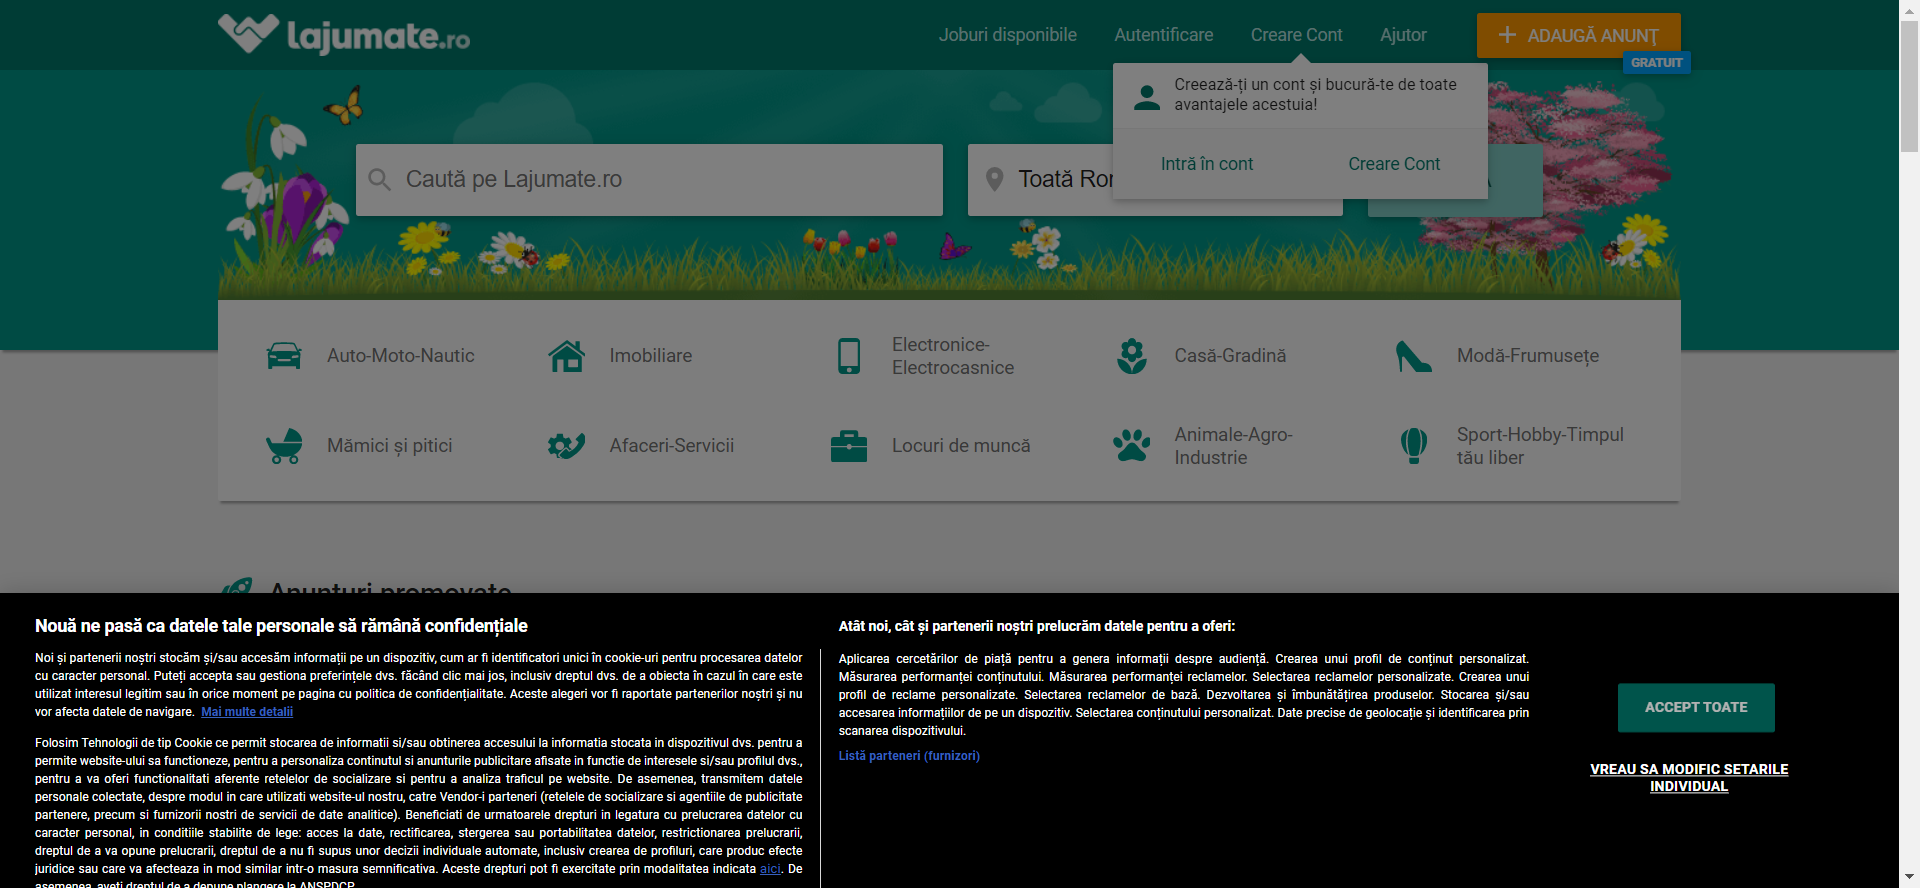 Lajumate.ro
Joburi disponibile
Autentificare
Creare Cont
Ajutor
+ ADAUGĂ ANUNŢ
GRATUIT
Creează-ți un cont și bucură-te de toate
avantajele acestuia!
Intră în cont
Creare Cont
Caută pe Lajumate.ro
Toată
Auto-Moto-Nautic
Imobiliare
Electronice-
Electrocasnice
Casă-Gradină
Modă-Frumusețe
Mămici și pitici
Afaceri-Servicii
Locuri de muncă
Animale-Agro-
Industrie
Sport-Hobby-Timpul
tău liber
Anunțuri promovate
Nouă ne pasă ca datele tale personale să rămână confidențiale
Noi și partenerii noștri stocăm și/sau accesăm informații pe un dispozitiv, cum ar fi identificatori unici în cookie-uri pentru procesarea datelor
cu caracter personal. Puteți accepta sau gestiona preferințele dvs. făcând clic mai jos, inclusiv dreptul dvs. de a obiecta în cazul în care este
utilizat interesul legitim sau în orice moment pe pagina cu politica de confidențialitate. Aceste alegeri vor fi raportate partenerilor noștri și nu
vor afecta datele de navigare. Mai multe detalii
Folosim Tehnologii de tip Cookie ce permit stocarea de informatii si/sau obtinerea accesului la informatia stocata in dispozitivul dvs. pentru a
permite website-ului sa functioneze, pentru a personaliza continutul si anunturile publicitare afisate in functie de interesele si/sau profilul dvs.,
pentru a va oferi functionalitati aferente retelelor de socializare si pentru a analiza traficul pe website. De asemenea, transmitem datele
personale colectate, despre modul in care utilizati website-ul nostru, catre Vendor-i parteneri (retelele de socializare si agentiile de publicitate
partenere, precum si furnizorii nostri de servicii de date analitice). Beneficiati de urmatoarele drepturi in legatura cu prelucrarea datelor cu
caracter personal, in conditiile stabilite de lege: acces la date, rectificarea, stergerea sau portabilitatea datelor, restrictionarea prelucrarii,
dreptul de a va opune prelucrarii, dreptul de a nu fi supus unor decizii individuale automate, inclusiv crearea de profiluri, care produc efecte
juridice sau care va afecteaza in mod similar intr-o masura semnificativa. Aceste drepturi pot fi exercitate prin modalitatea indicata aici. De
asemenea, aveti dreptul de a depune plangere la ANSPDCP
Atât noi, cât și partenerii noștri prelucrăm datele pentru a oferi:
Aplicarea cercetărilor de piață pentru a genera informații despre audiență. Crearea unui profil de conținut personalizat.
Măsurarea performanței conținutului. Măsurarea performanței reclamelor. Selectarea reclamelor personalizate. Crearea unui
profil de reclame personalizate. Selectarea reclamelor de bază. Dezvoltarea și îmbunătățirea produselor. Stocarea și/sau
accesarea informațiilor de pe un dispozitiv. Selectarea conținutului personalizat. Date precise de geolocație și identificarea prin
scanarea dispozitivului.
Listă parteneri (furnizori)
ACCEPT TOATE
VREAU SA MODIFIC SETARILE
INDIVIDUAL